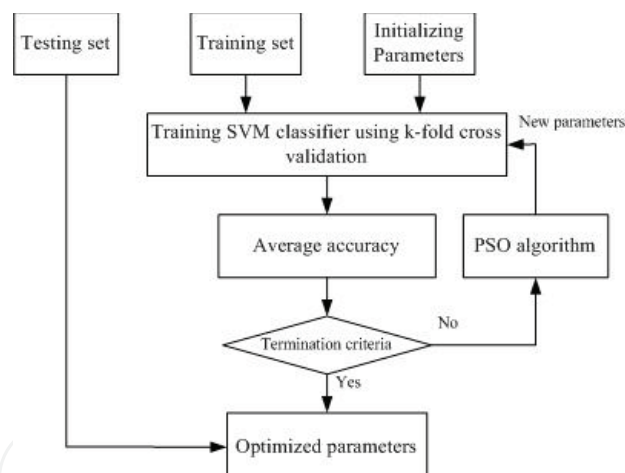 Testing set
Training set
Initializing
Parameters
Training SVM classifier using k-fold cross
validation
New parameters
Average accuracy
PSO algorithm
Termination criteria
No
Yes
Optimized parameters